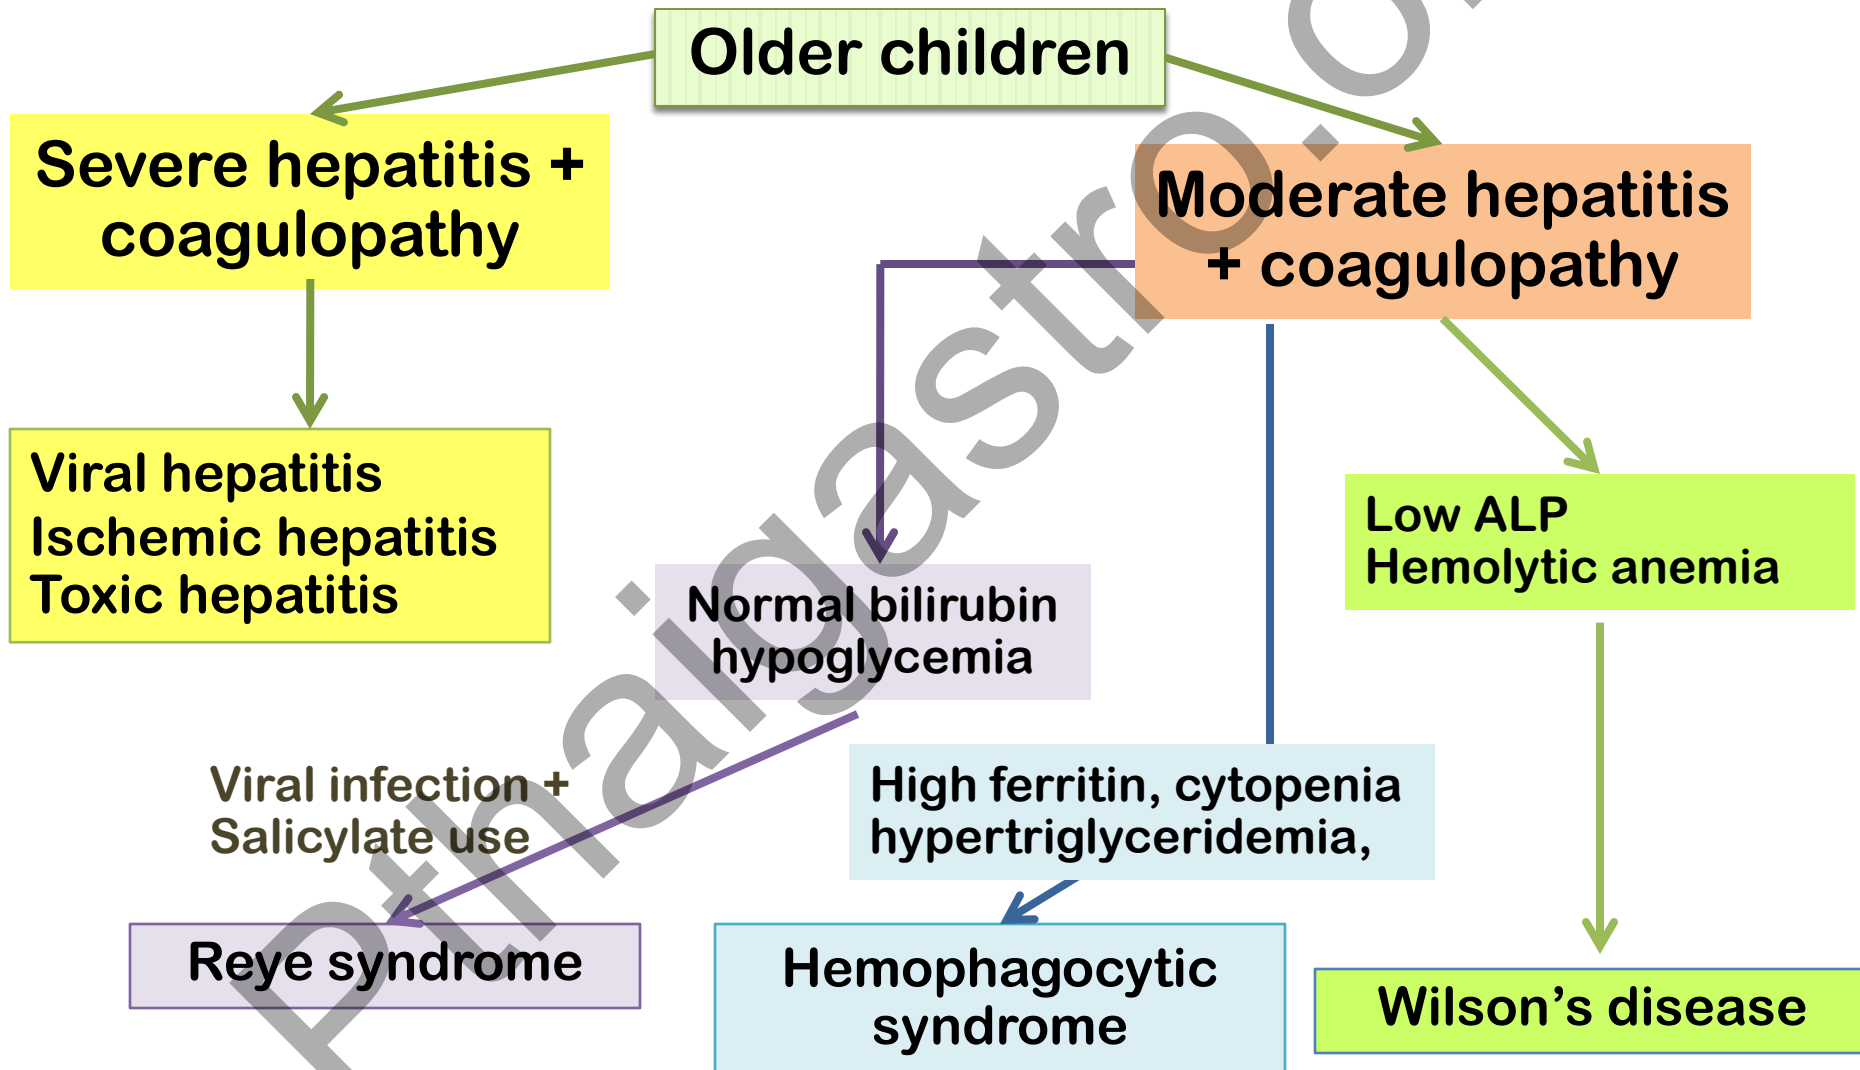 Older children
Severe hepatitis +
coagulopathy
Moderate hepatitis
+ coagulopathy
Viral hepatitis
Ischemic hepatitis
Toxic hepatitis
Low ALP
Hemolytic anemia
Normal bilirubin
hypoglycemia
Viral infection +
Salicylate use
High ferritin, cytopenia
hypertriglyceridemia,
Reye syndrome
Hemophagocytic
syndrome
Wilson's disease
Pthaigastro.o